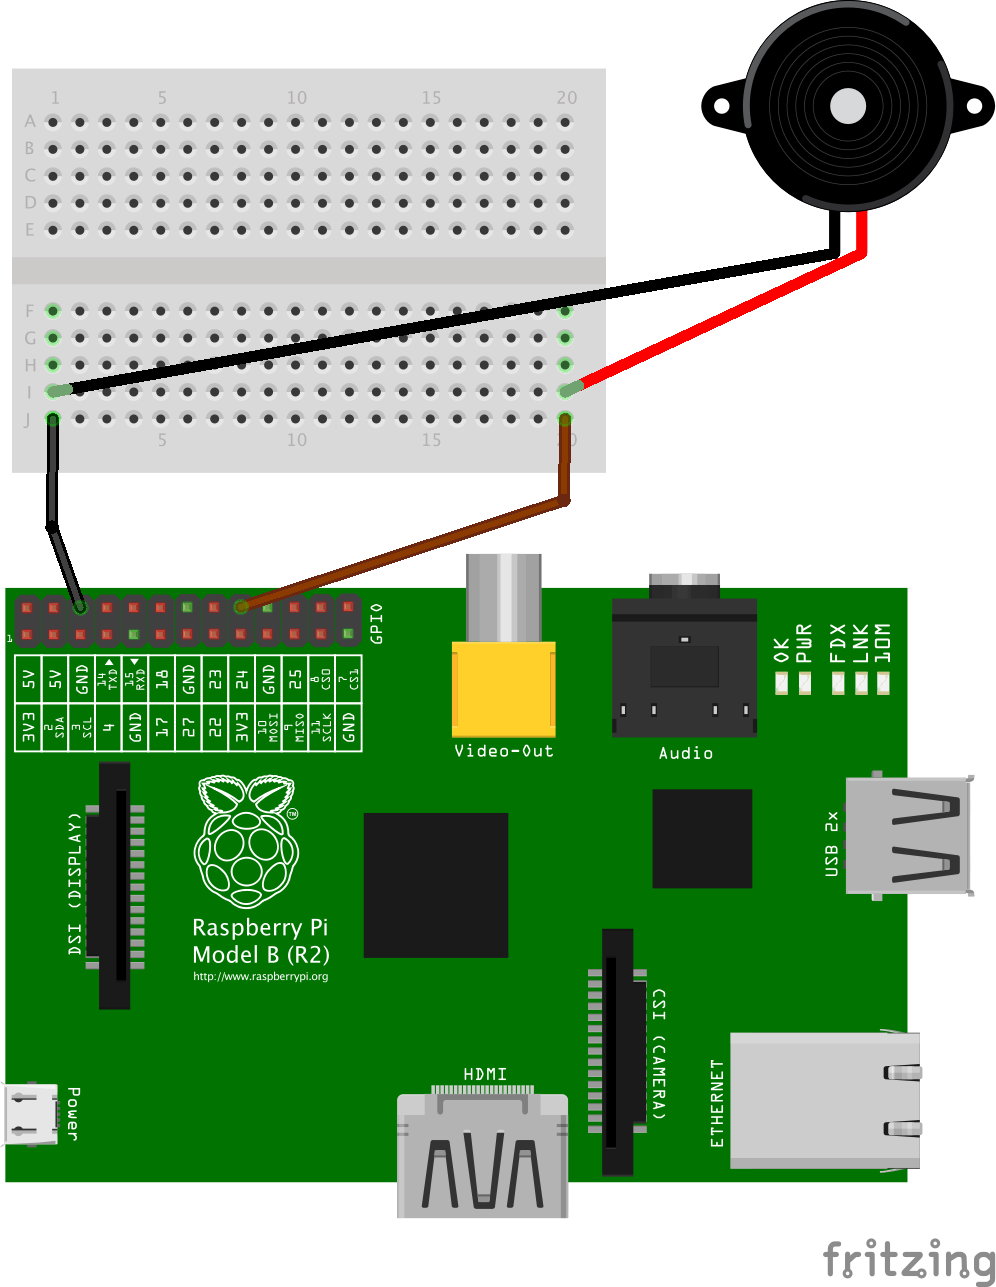 1 5 10 15 20
A
B
C
D
E
F
G
H
I
J
5 10 15 20
1
GPIO
5V 5V GND 14 TXD 15 RXD 18 GND 23 24 GND 25 8 CS0 7 CS1
3V3 2 SDA 3 SCL 4 GND 17 27 22 3V3 10 MOSI 9 MISO 11 SCLK GND
OK PWR FDX LNK 10M
Video-Out
Audio
DSI (DISPLAY)
TM
Raspberry Pi
Model B (R2)
http://www.raspberrypi.org
USB 2x
CSI (CAMERA)
Power
HDMI
ETHERNET
fritzing